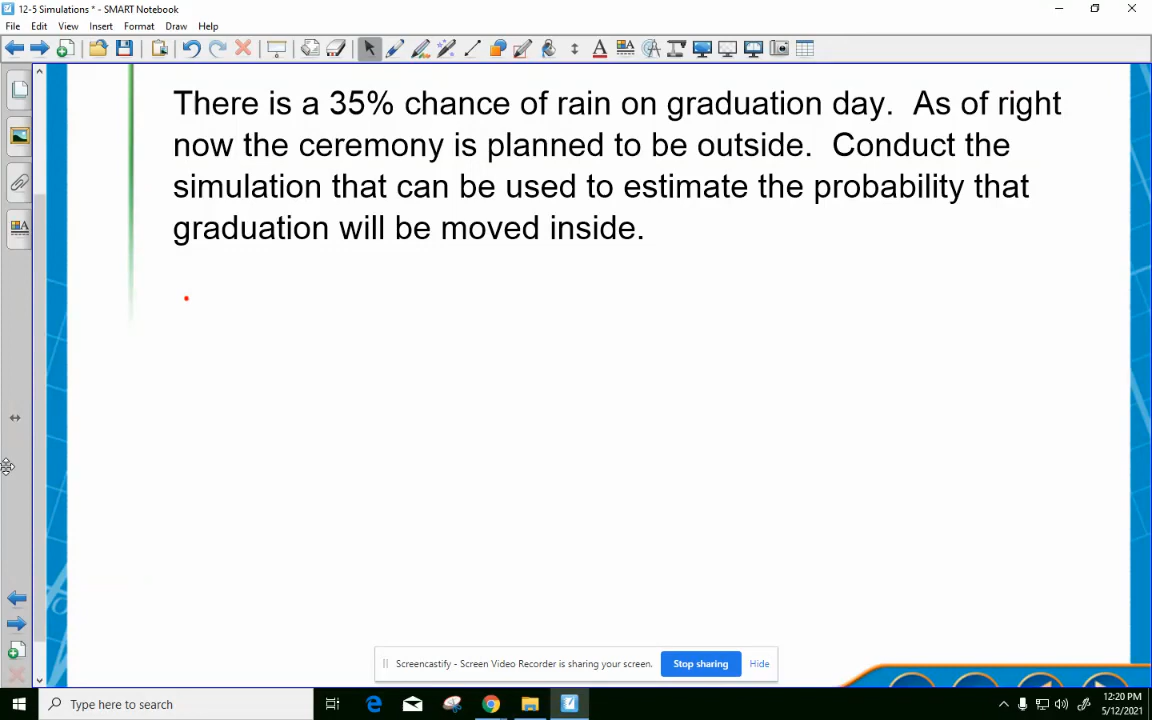 12-5 Simulations * - SMART Notebook
File Edit View Insert Format Draw Help
There is a 35% chance of rain on graduation day. As of right
now the ceremony is planned to be outside. Conduct the
simulation that can be used to estimate the probability that
graduation will be moved inside.
Screencastify - Screen Video Recorder is sharing your screen. Stop sharing Hide
Type here to search
12:20 PM
5/12/2021